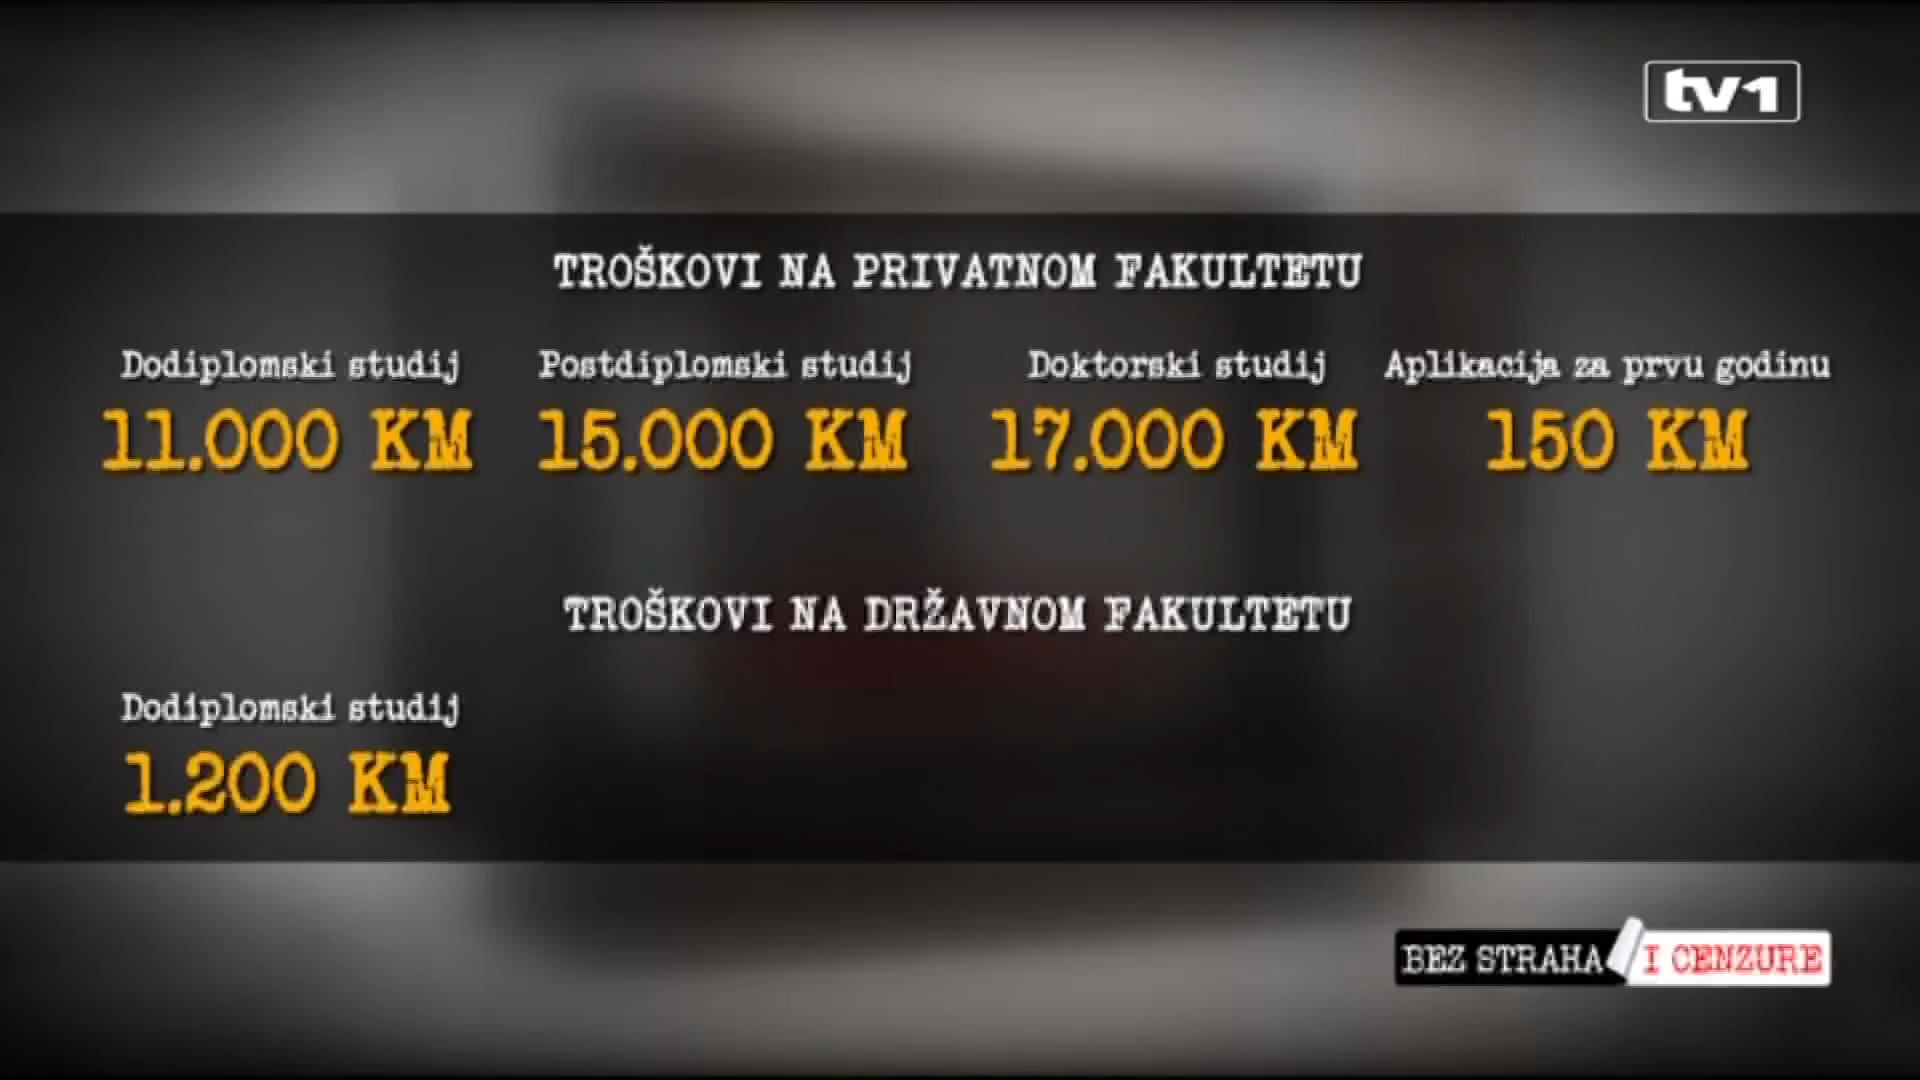 tv1
TROŠKOVI NA PRIVATNOM FAKULTETU
Dodiplomski studij
11.000 KM
Postdiplomski studij
15.000 KM
Doktorski studij
17.000 KM
Aplikacija za prvu godinu
150 KM
TROŠKOVI NA DRŽAVNOM FAKULTETU
Dodiplomski studij
1.200 KM
BEZ STRAHA I CENZURE